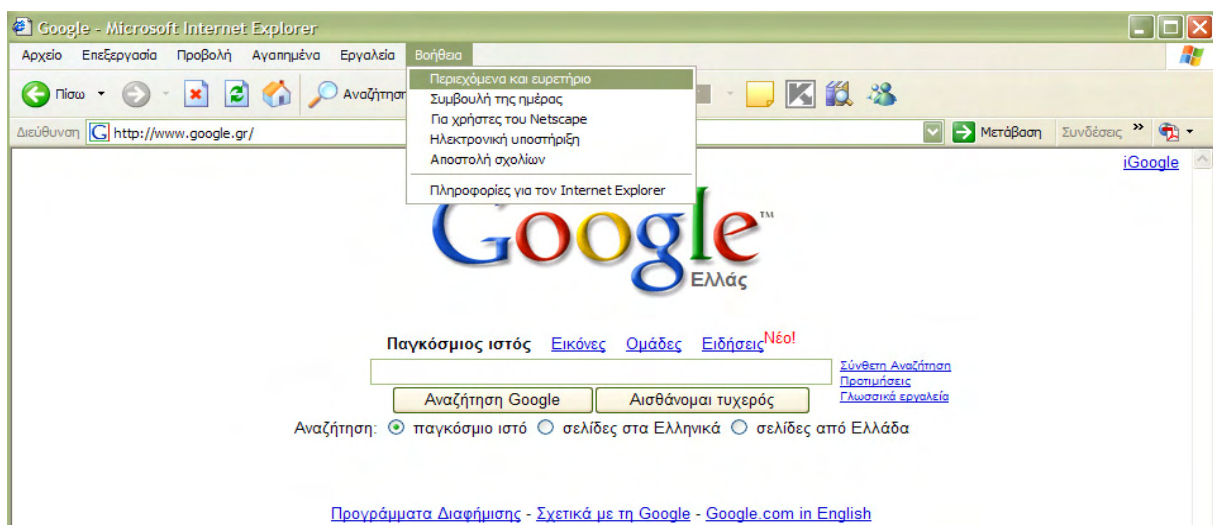 Google - Microsoft Internet Explorer
Αρχείο Επεξεργασία Προβολή Αγαπημένα Εργαλεία Βοήθεια
Περιεχόμενα και ευρετήριο
Συμβουλή της ημέρας
Για χρήστες του Netscape
Ηλεκτρονική υποστήριξη
Αποστολή σχολίων
Πληροφορίες για τον Internet Explorer
Πίσω
Διεύθυνση http://www.google.gr/ Μετάβαση Συνδέσεις »
iGoogle
Google™
Ελλάς
Παγκόσμιος ιστός Εικόνες Ομάδες Ειδήσεις Νέο!
Σύνθετη Αναζήτηση
Προτιμήσεις
Γλωσσικά εργαλεία
Αναζήτηση Google Αισθάνομαι τυχερός
Αναζήτηση: παγκόσμιο ιστό σελίδες στα Ελληνικά σελίδες από Ελλάδα
Προγράμματα Διαφήμισης - Σχετικά με τη Google - Google.com in English